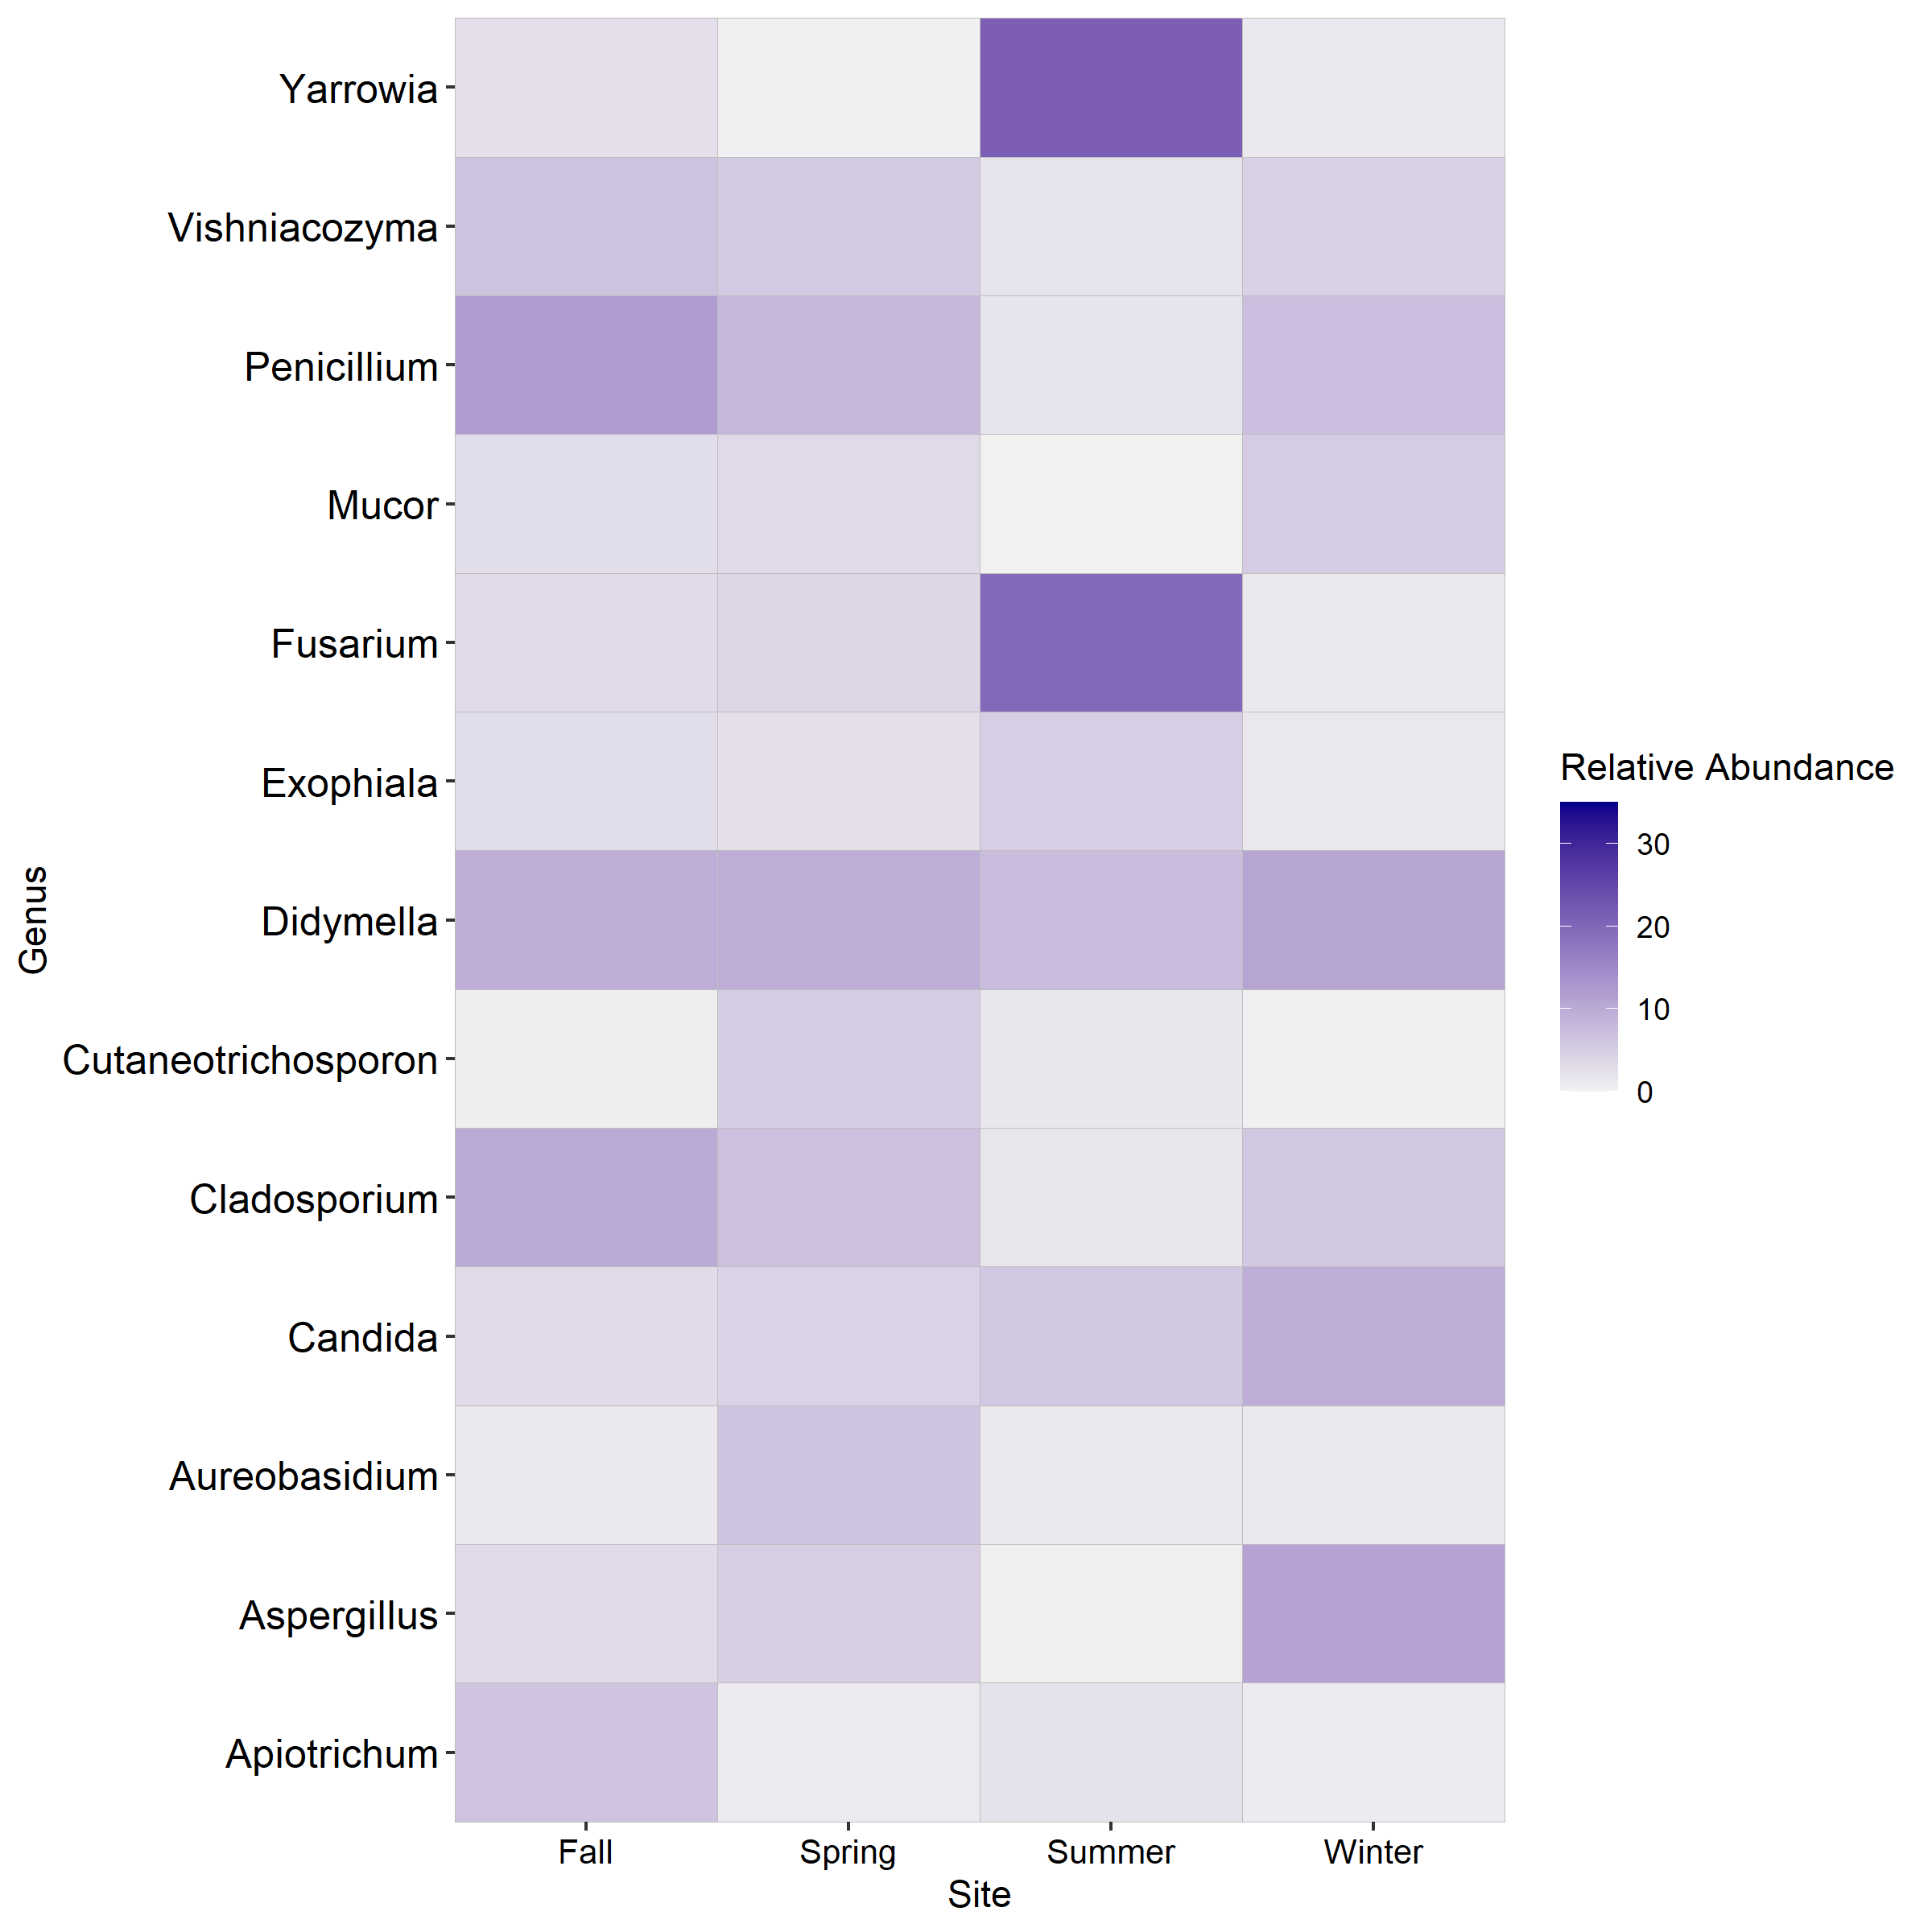 Genus
Yarrowia
Vishniacozyma
Penicillium
Mucor
Fusarium
Exophiala
Didymella
Cutaneotrichosporon
Cladosporium
Candida
Aureobasidium
Aspergillus
Apiotrichum
Fall Spring Summer Winter
Site
Relative Abundance
30
20
10
0